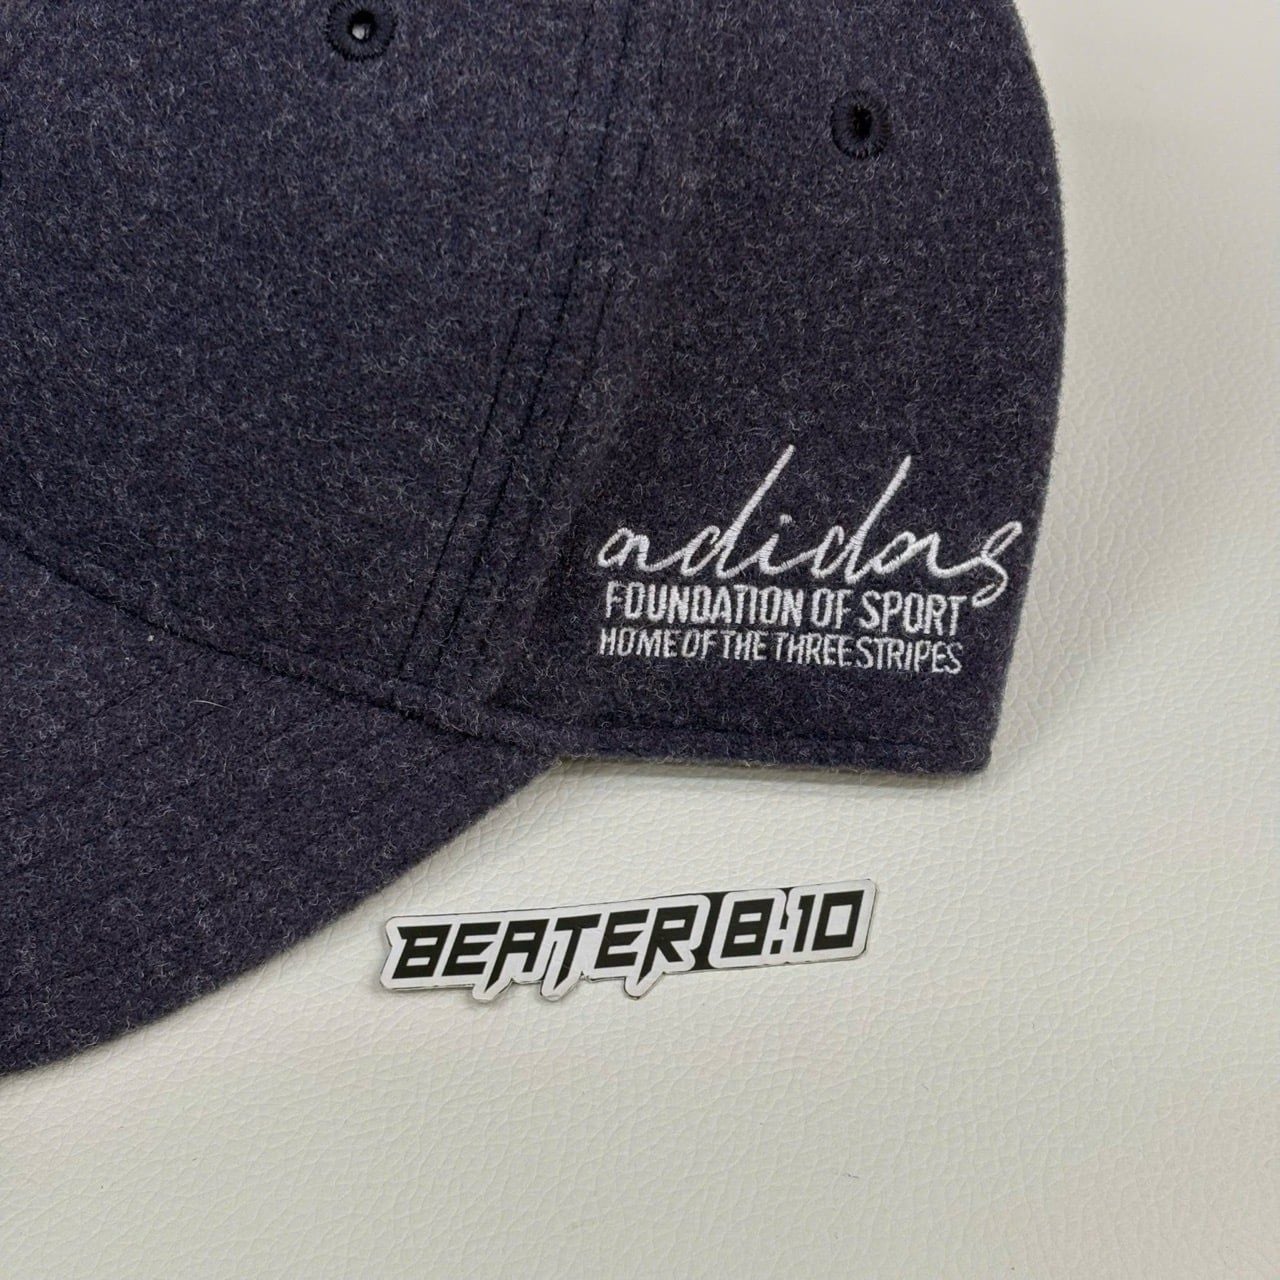 adidas
FOUNDATION OF SPORT
HOME OF THE THREE STRIPES
BEATER 8.10